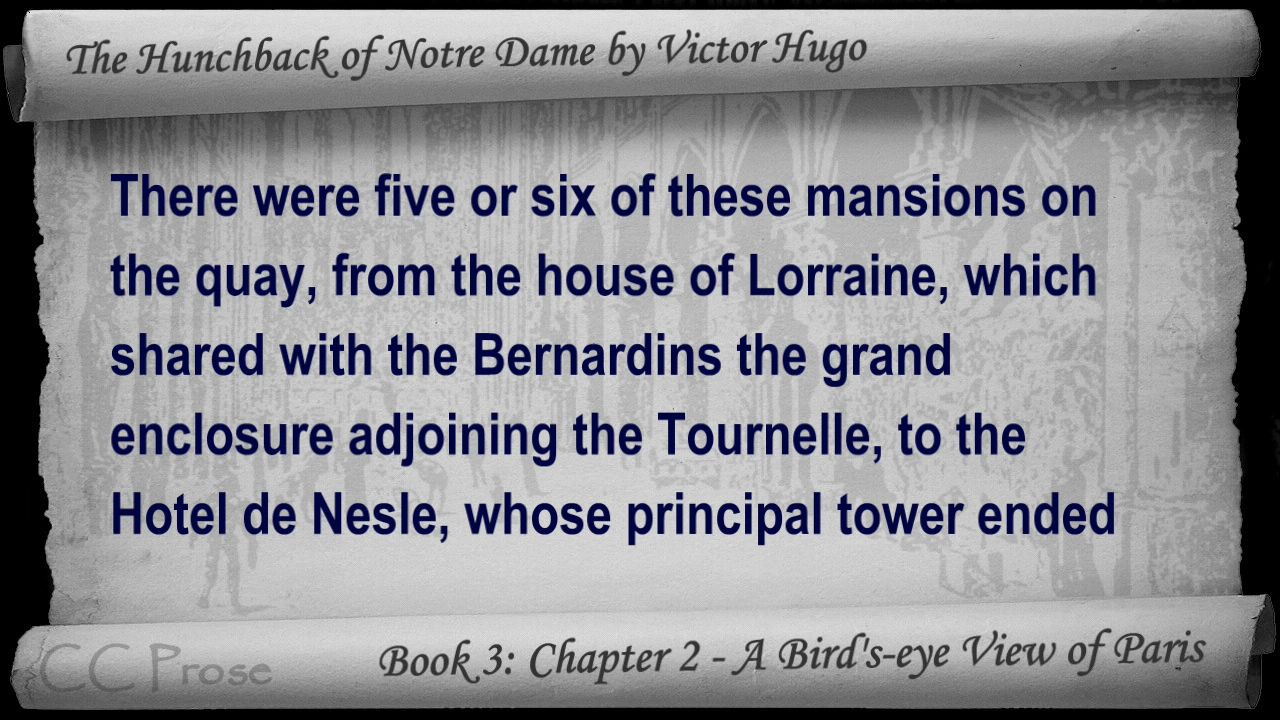 The Hunchback of Notre Dame by Victor Hugo
There were five or six of these mansions on
the quay, from the house of Lorraine, which
shared with the Bernardins the grand
enclosure adjoining the Tournelle, to the
Hotel de Nesle, whose principal tower ended
CC Prose
Book 3: Chapter 2 - A Bird's-eye View of Paris